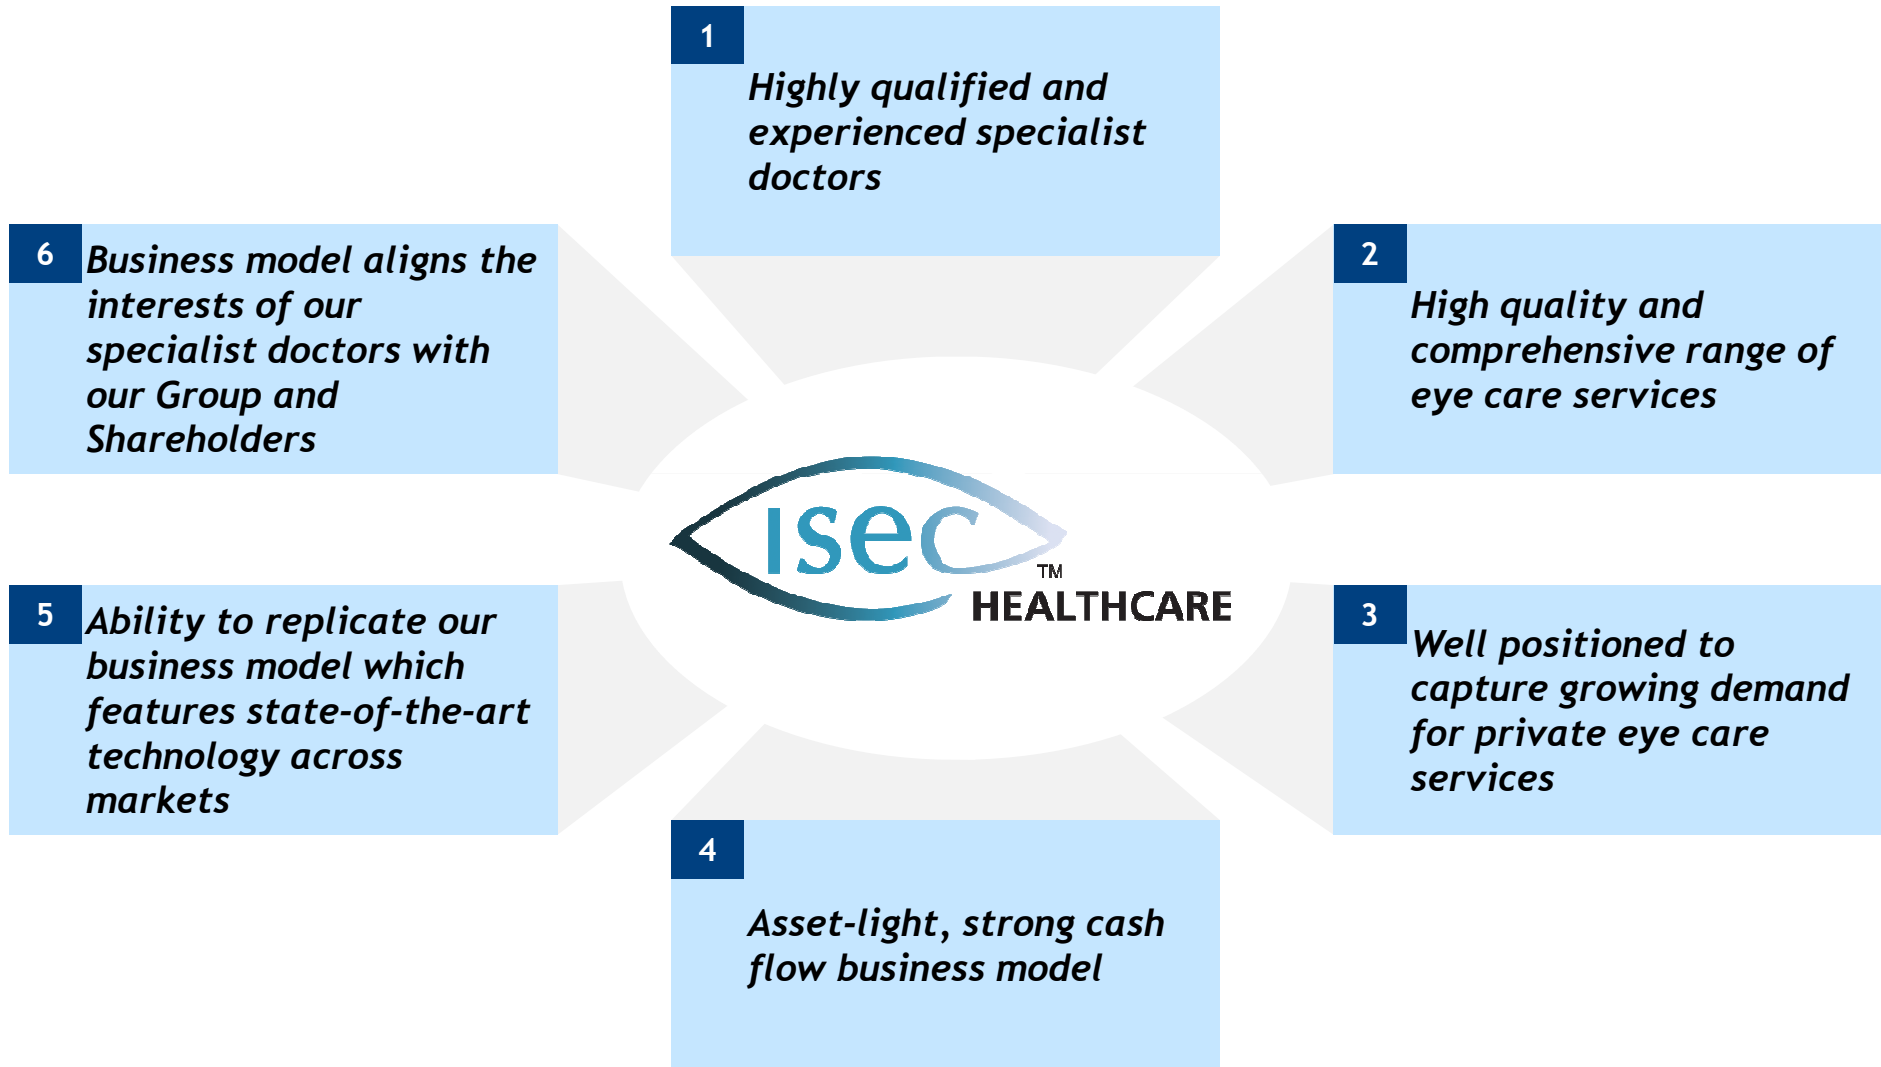 1
Highly qualified and
experienced specialist
doctors
2
High quality and
comprehensive range of
eye care services
3
Well positioned to
capture growing demand
for private eye care
services
4
Asset-light, strong cash
flow business model
5
Ability to replicate our
business model which
features state-of-the-art
technology across
markets
6
Business model aligns the
interests of our
specialist doctors with
our Group and
Shareholders
ISEC
TM
HEALTHCARE